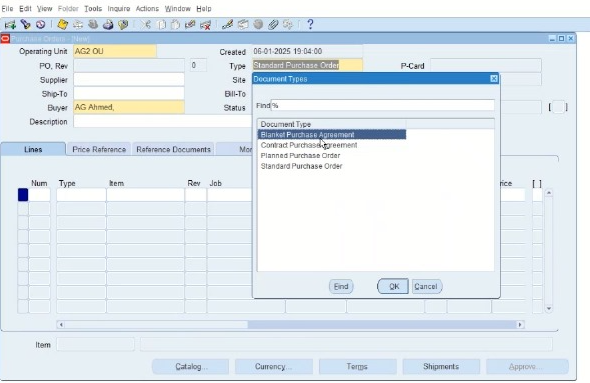 File Edit View Folder Tools Inquire Actions Window Help
Purchase Orders - (New)
Operating Unit AG2 OU Created 06-01-2025 19:04:00
PO, Rev 0 Type Standard Purchase Order P-Card
Supplier Site
Ship-To Bill-To
Buyer AG Ahmed, Status [ ]
Description
Document Types
Find %
Document Type
Blanket Purchase Agreement
Contract Purchase Agreement
Planned Purchase Order
Standard Purchase Order
Find OK Cancel
Lines Price Reference Reference Documents Mor
Num Type Item Rev Job rice [ ]
Item
Catalog... Currency... Terms Shipments Approve...